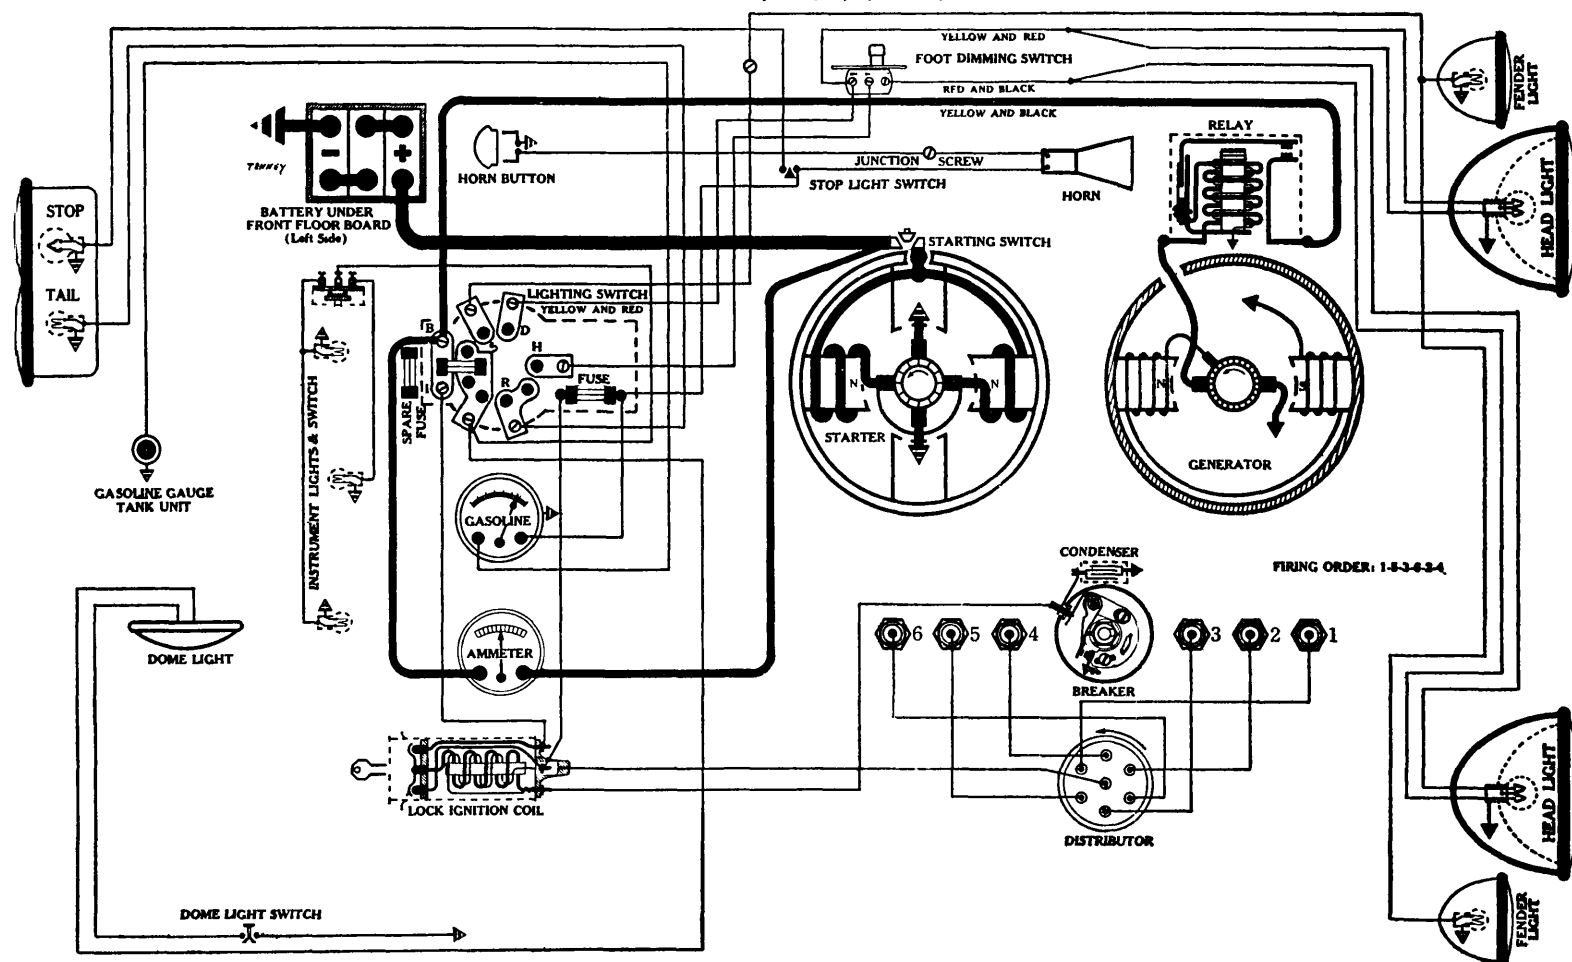 YELLOW AND RED
FOOT DIMMING SWITCH
RED AND BLACK
YELLOW AND BLACK
FENDER
LIGHT
RELAY
HEAD LIGHT
TENNEY
HORN BUTTON
JUNCTION SCREW
STOP LIGHT SWITCH
HORN
BATTERY UNDER
FRONT FLOOR BOARD
(Left Side)
STOP
TAIL
STARTING SWITCH
LIGHTING SWITCH
YELLOW AND RED
B
D
H
R
FUSE
SPARE
FUSE
N
N
N
S
STARTER
GENERATOR
GASOLINE GAUGE
TANK UNIT
INSTRUMENT LIGHTS & SWITCH
GASOLINE
CONDENSER
FIRING ORDER: 1-5-3-6-2-4
6
5
4
3
2
1
AMMETER
DOME LIGHT
BREAKER
HEAD LIGHT
LOCK IGNITION COIL
DISTRIBUTOR
DOME LIGHT SWITCH
FENDER
LIGHT